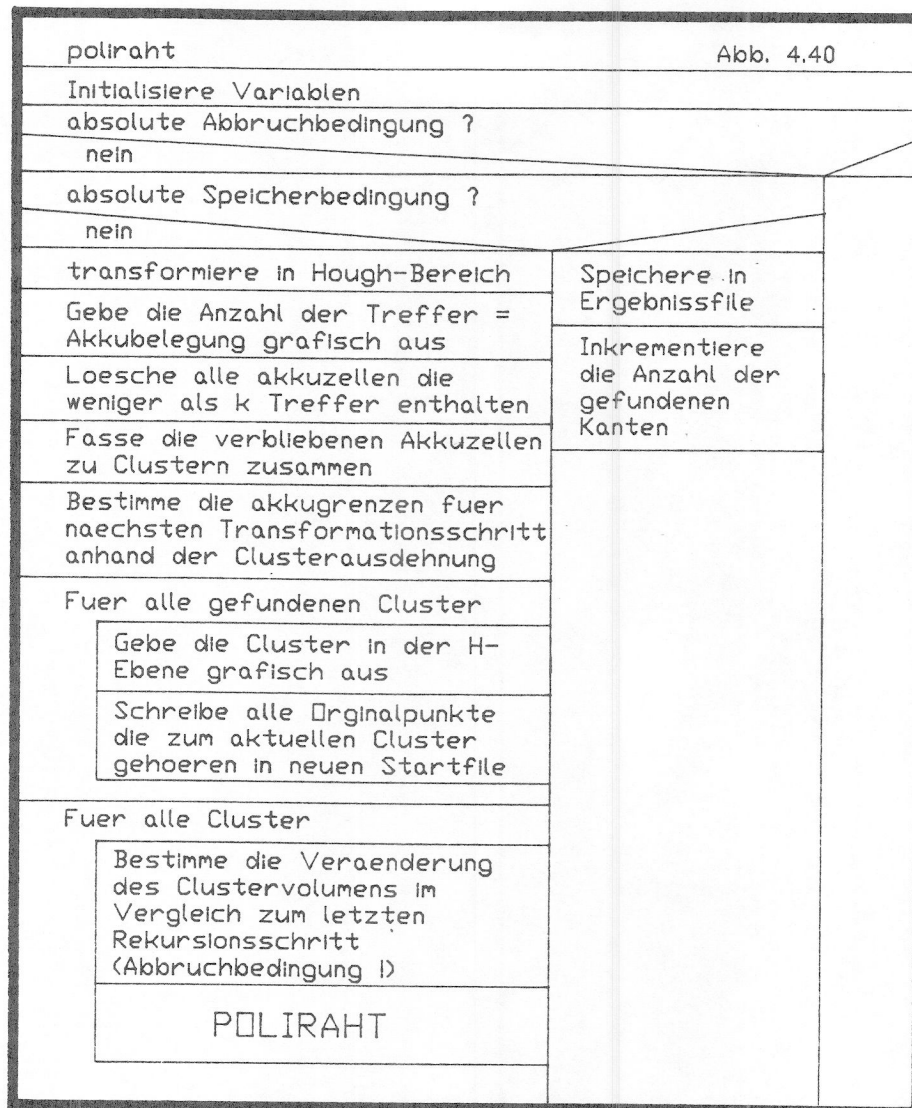 poliraht Abb. 4.40
Initialisiere Variablen
absolute Abbruchbedingung ?
nein
absolute Speicherbedingung ?
nein
transformiere in Hough-Bereich
Gebe die Anzahl der Treffer =
Akkubelegung grafisch aus
Loesche alle akkuzellen die
weniger als k Treffer enthalten
Fasse die verbliebenen Akkuzellen
zu Clustern zusammen
Bestimme die akkugrenzen fuer
naechsten Transformationsschritt
anhand der Clusterausdehnung
Fuer alle gefundenen Cluster
Gebe die Cluster in der H-
Ebene grafisch aus
Schreibe alle Orginalpunkte
die zum aktuellen Cluster
gehoeren in neuen Startfile
Fuer alle Cluster
Bestimme die Veraenderung
des Clustervolumens im
Vergleich zum letzten
Rekursionsschritt
(Abbruchbedingung I)
POLIRAHT
Speichere in
Ergebnissfile
Inkrementiere
die Anzahl der
gefundenen
Kanten